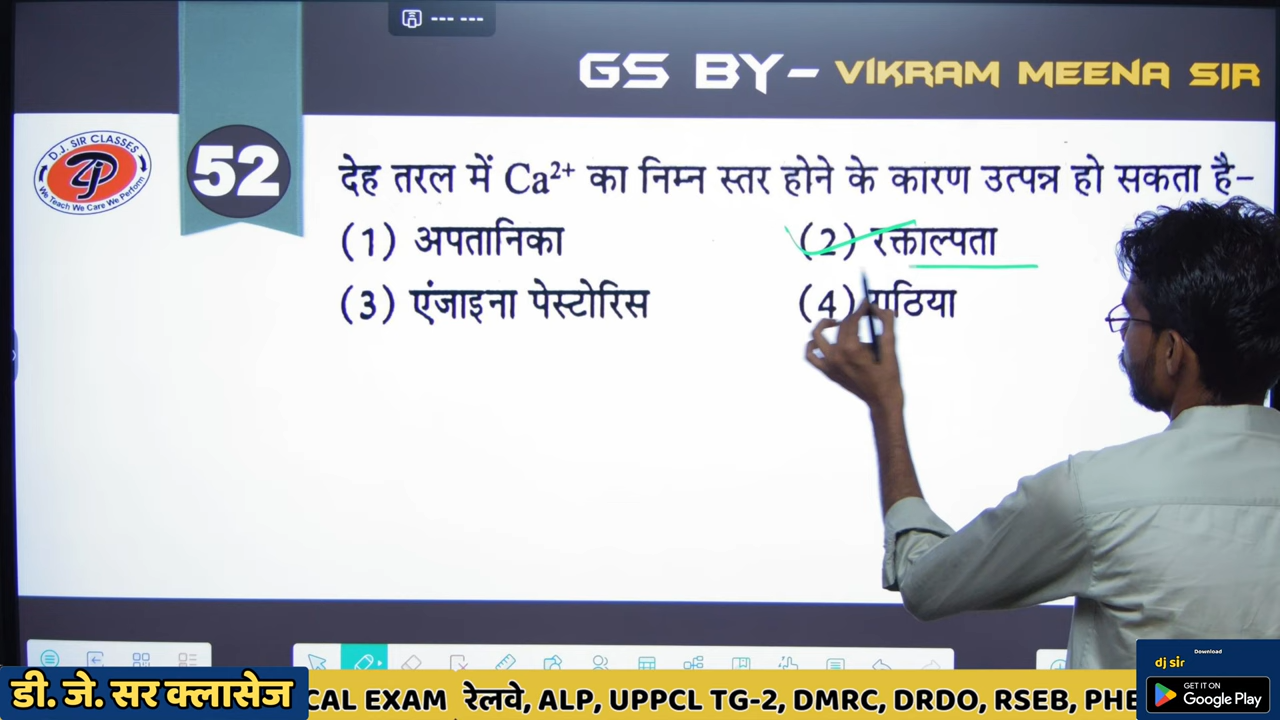 GS BY- VIKRAM MEENA SIR
D.J. SIR CLASSES
We Teach We Care We Perform
52
देह तरल में Ca²⁺ का निम्न स्तर होने के कारण उत्पन्न हो सकता है-
(1) अपतानिका
(2) रक्ताल्पता
(3) एंजाइना पेस्टोरिस
(4) गठिया
डी. जे. सर क्लासेज
CAL EXAM रेलवे, ALP, UPPCL TG-2, DMRC, DRDO, RSEB, PHE
Download
dj sir
GET IT ON
Google Play